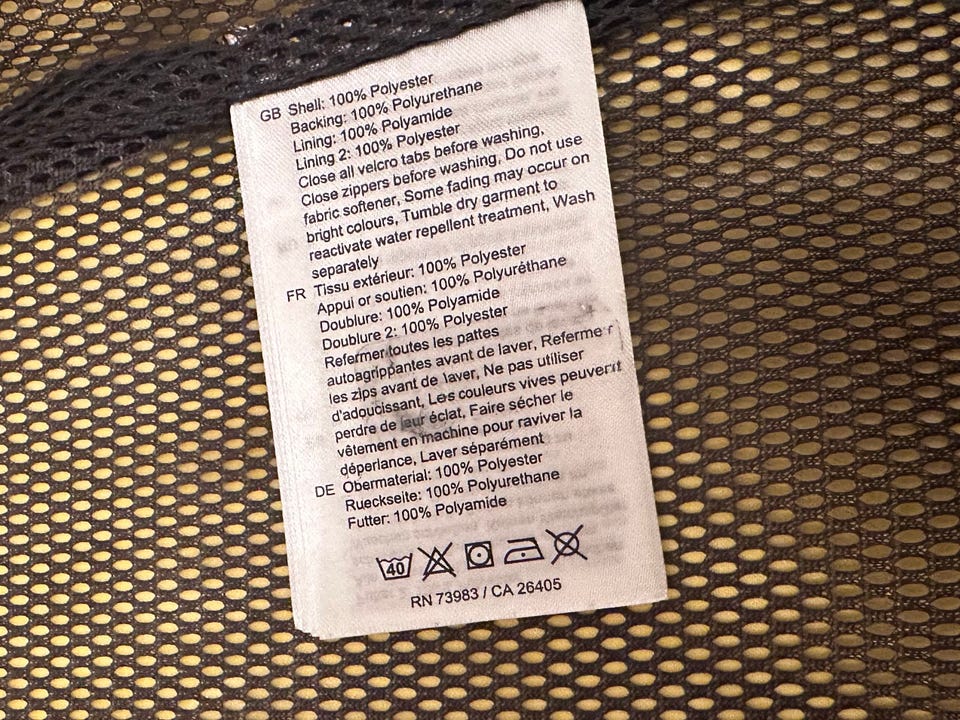 GB Shell: 100% Polyester
Backing: 100% Polyurethane
Lining: 100% Polyamide
Lining 2: 100% Polyester
Close all velcro tabs before washing,
Close zippers before washing, Do not use
fabric softener, Some fading may occur on
bright colours, Tumble dry garment to
reactivate water repellent treatment, Wash
separately
FR Tissu extérieur: 100% Polyester
Appui or soutien: 100% Polyuréthane
Doublure: 100% Polyamide
Doublure 2: 100% Polyester
Refermer toutes les pattes
autoagrippantes avant de laver, Refermer
les zips avant de laver, Ne pas utiliser
d'adoucissant, Les couleurs vives peuvent
perdre de leur éclat, Faire sécher le
vêtement en machine pour raviver la
déperlance, Laver séparément
DE Obermaterial: 100% Polyester
Rueckseite: 100% Polyurethane
Futter: 100% Polyamide
40
RN 73983 / CA 26405